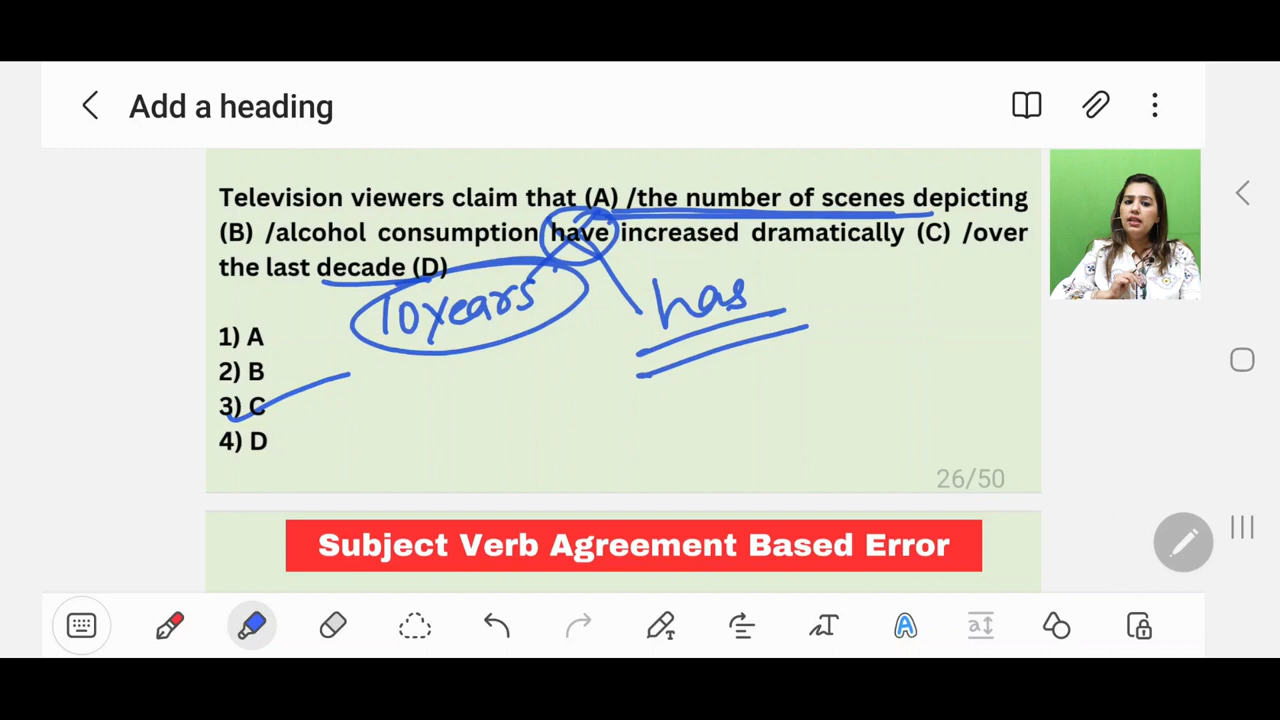 Add a heading
Television viewers claim that (A) /the number of scenes depicting
(B) /alcohol consumption have increased dramatically (C) /over
the last decade (D)
10years
has
1) A
2) B
3) C
4) D
26/50
Subject Verb Agreement Based Error